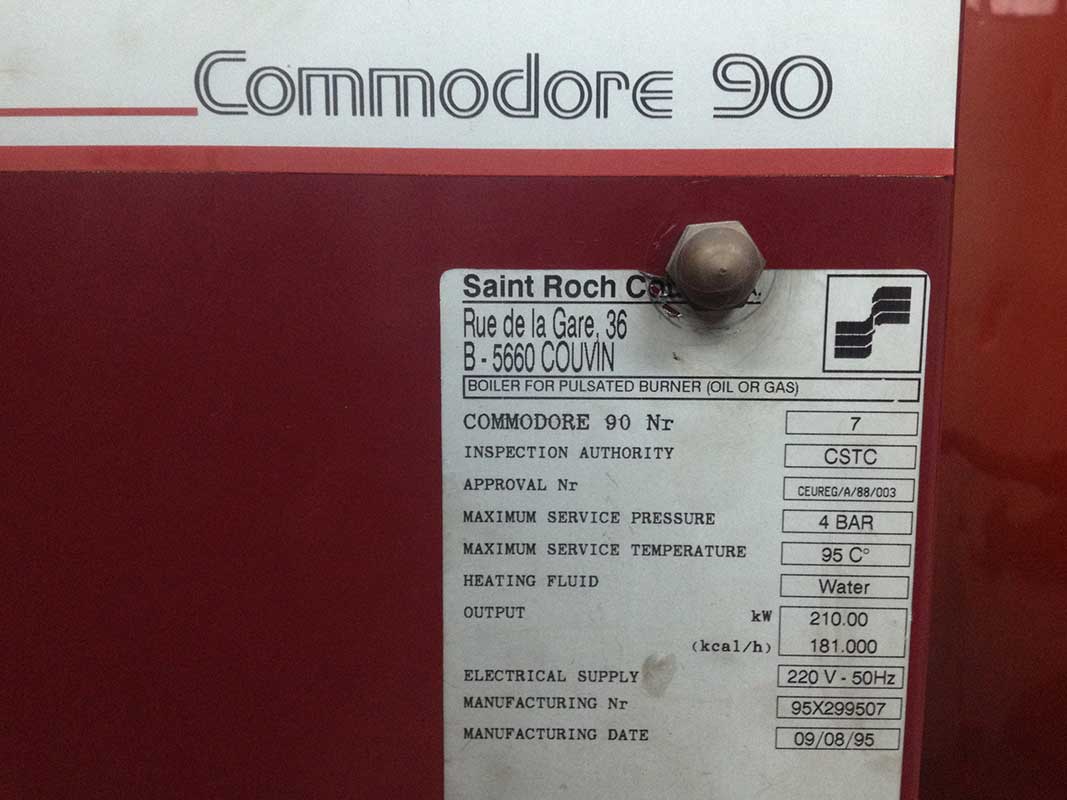 Commodore 90
Saint Roch
Rue de la Gare, 36
B - 5660 COUVIN
BOILER FOR PULSATED BURNER (OIL OR GAS)
COMMODORE 90 Nr 7
INSPECTION AUTHORITY CSTC
APPROVAL Nr CEUREG/A/88/003
MAXIMUM SERVICE PRESSURE 4 BAR
MAXIMUM SERVICE TEMPERATURE 95 C°
HEATING FLUID Water
OUTPUT kW 210.00
(kcal/h) 181.000
ELECTRICAL SUPPLY 220 V - 50Hz
MANUFACTURING Nr 95X299507
MANUFACTURING DATE 09/08/95